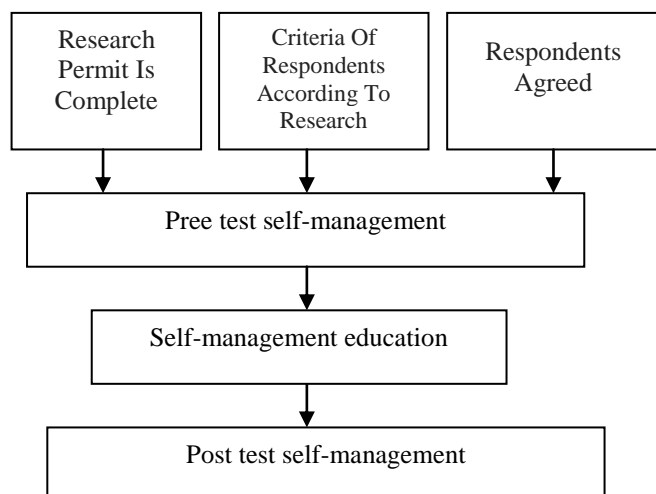 Research
Permit Is
Complete
Criteria Of
Respondents
According To
Research
Respondents
Agreed
Pree test self-management
Self-management education
Post test self-management